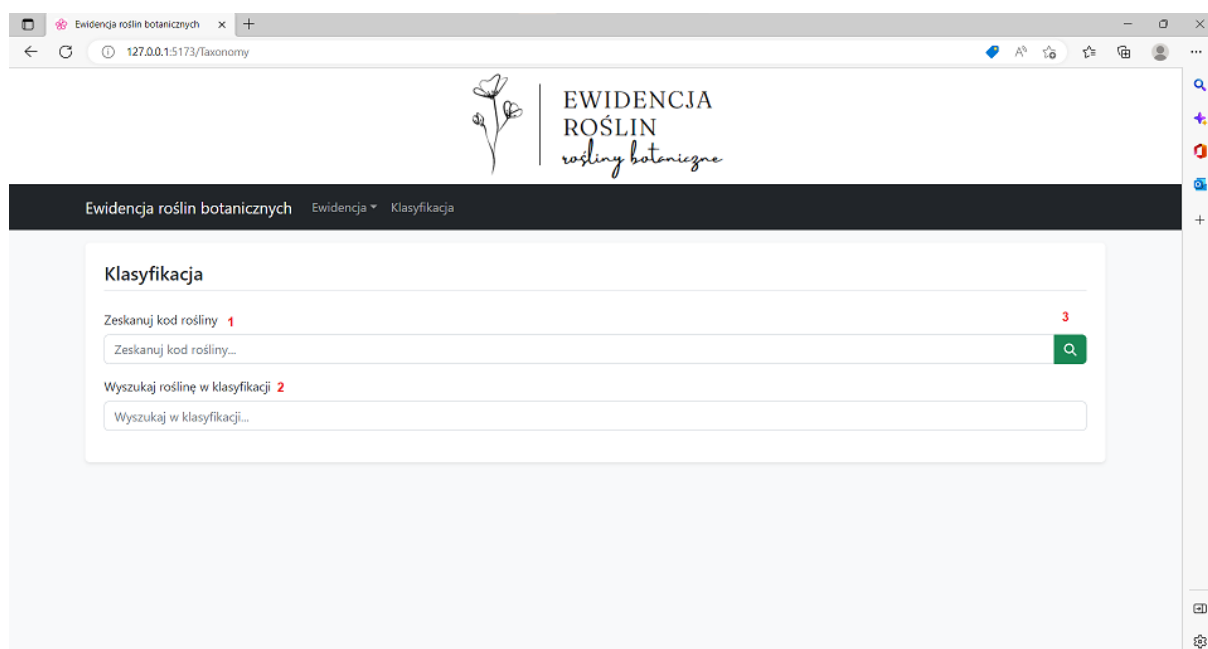 Ewidencja roślin botanicznych
127.0.0.1:5173/Taxonomy
EWIDENCJA
ROŚLIN
rośliny botaniczne
Ewidencja roślin botanicznych Ewidencja Klasyfikacja
Klasyfikacja
Zeskanuj kod rośliny 1 3
Zeskanuj kod rośliny...
Wyszukaj roślinę w klasyfikacji 2
Wyszukaj w klasyfikacji...